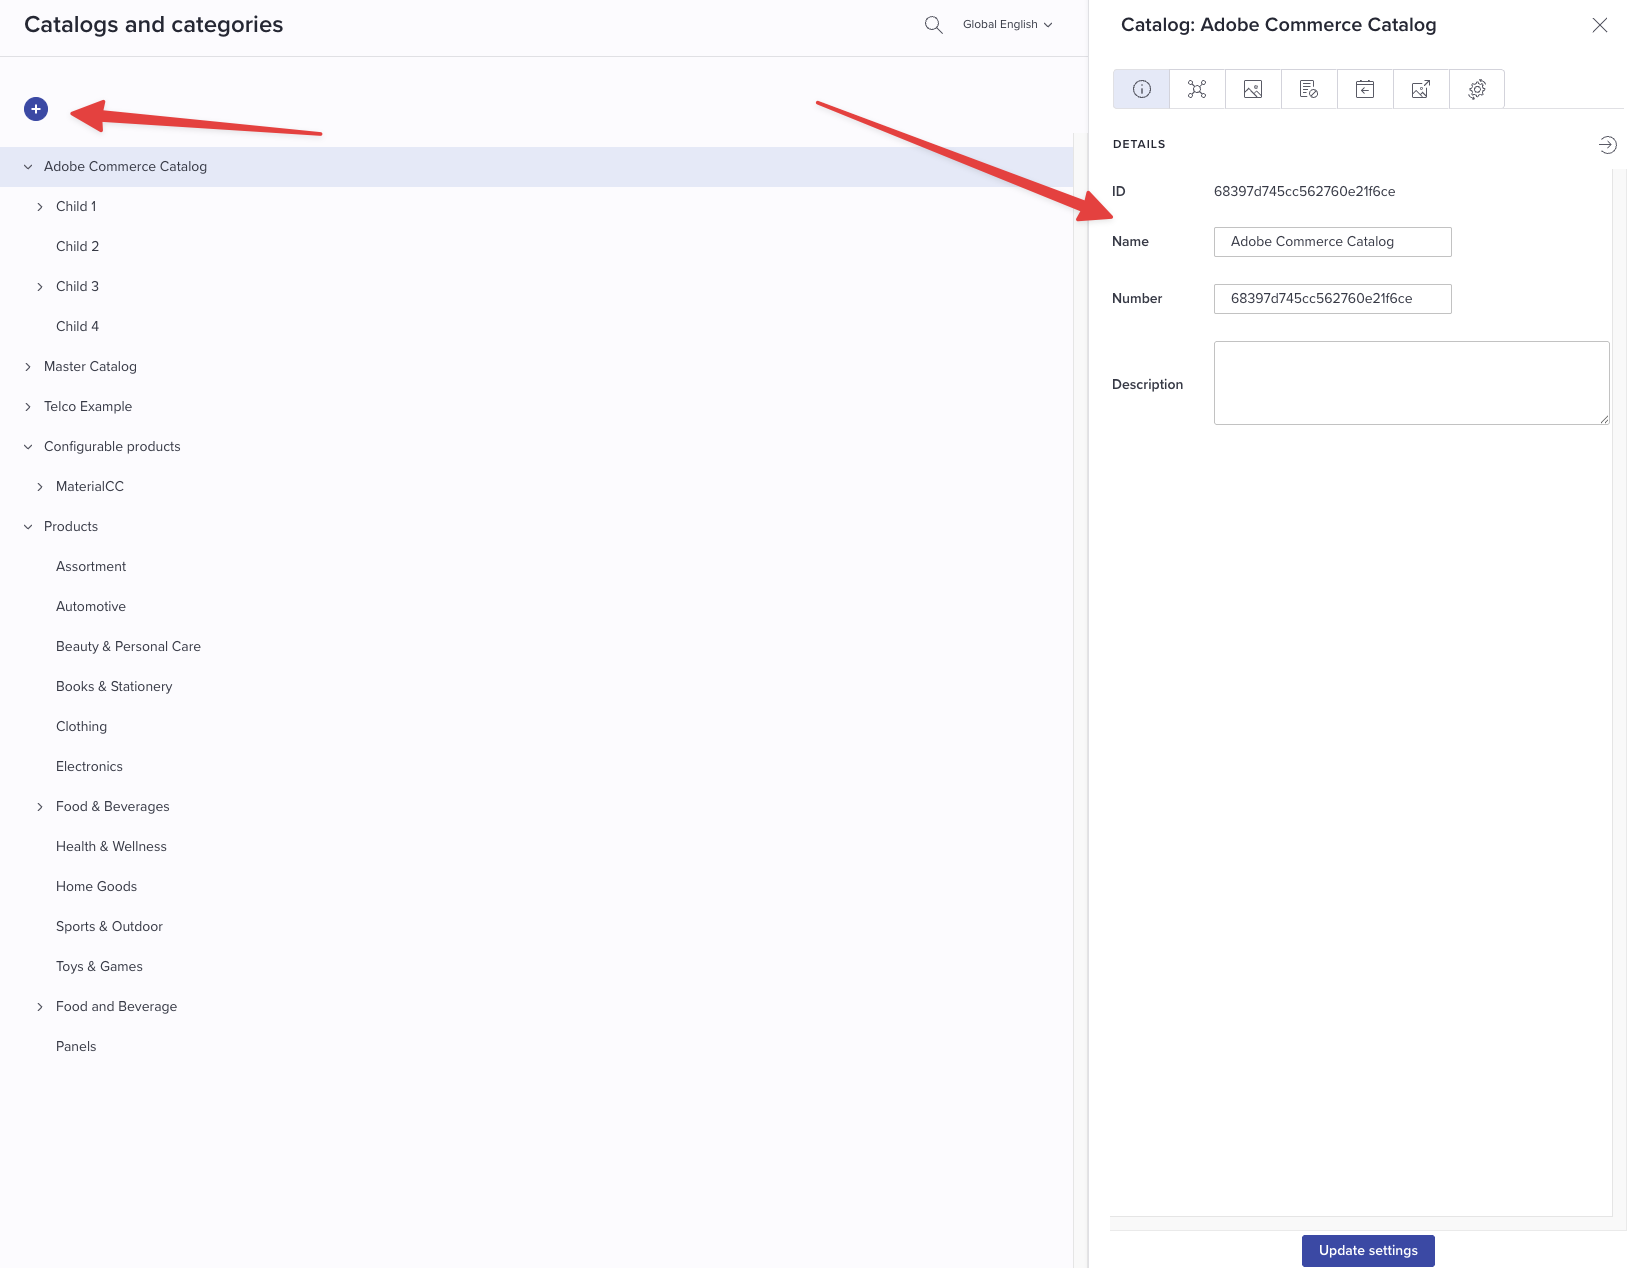 Catalogs and categories
Global English
Adobe Commerce Catalog
Child 1
Child 2
Child 3
Child 4
Master Catalog
Telco Example
Configurable products
MaterialCC
Products
Assortment
Automotive
Beauty & Personal Care
Books & Stationery
Clothing
Electronics
Food & Beverages
Health & Wellness
Home Goods
Sports & Outdoor
Toys & Games
Food and Beverage
Panels
Catalog: Adobe Commerce Catalog
DETAILS
ID 68397d745cc562760e21f6ce
Name Adobe Commerce Catalog
Number 68397d745cc562760e21f6ce
Description
Update settings